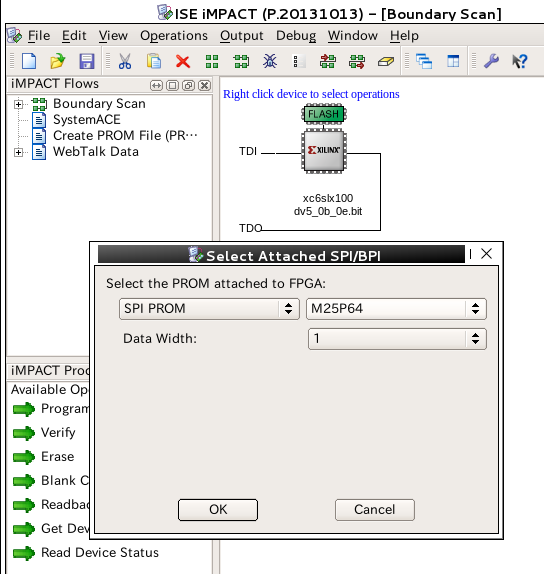 ISE iMPACT (P.20131013) - [Boundary Scan]
File Edit View Operations Output Debug Window Help
iMPACT Flows
Boundary Scan
SystemACE
Create PROM File (PR···
WebTalk Data
Right click device to select operations
FLASH
TDI
XILINX
xc6slx100
dv5_0b_0e.bit
TDO
Select Attached SPI/BPI
Select the PROM attached to FPGA:
SPI PROM M25P64
Data Width: 1
OK Cancel
iMPACT Proc
Available Op
Program
Verify
Erase
Blank C
Readba
Get Dev
Read Device Status